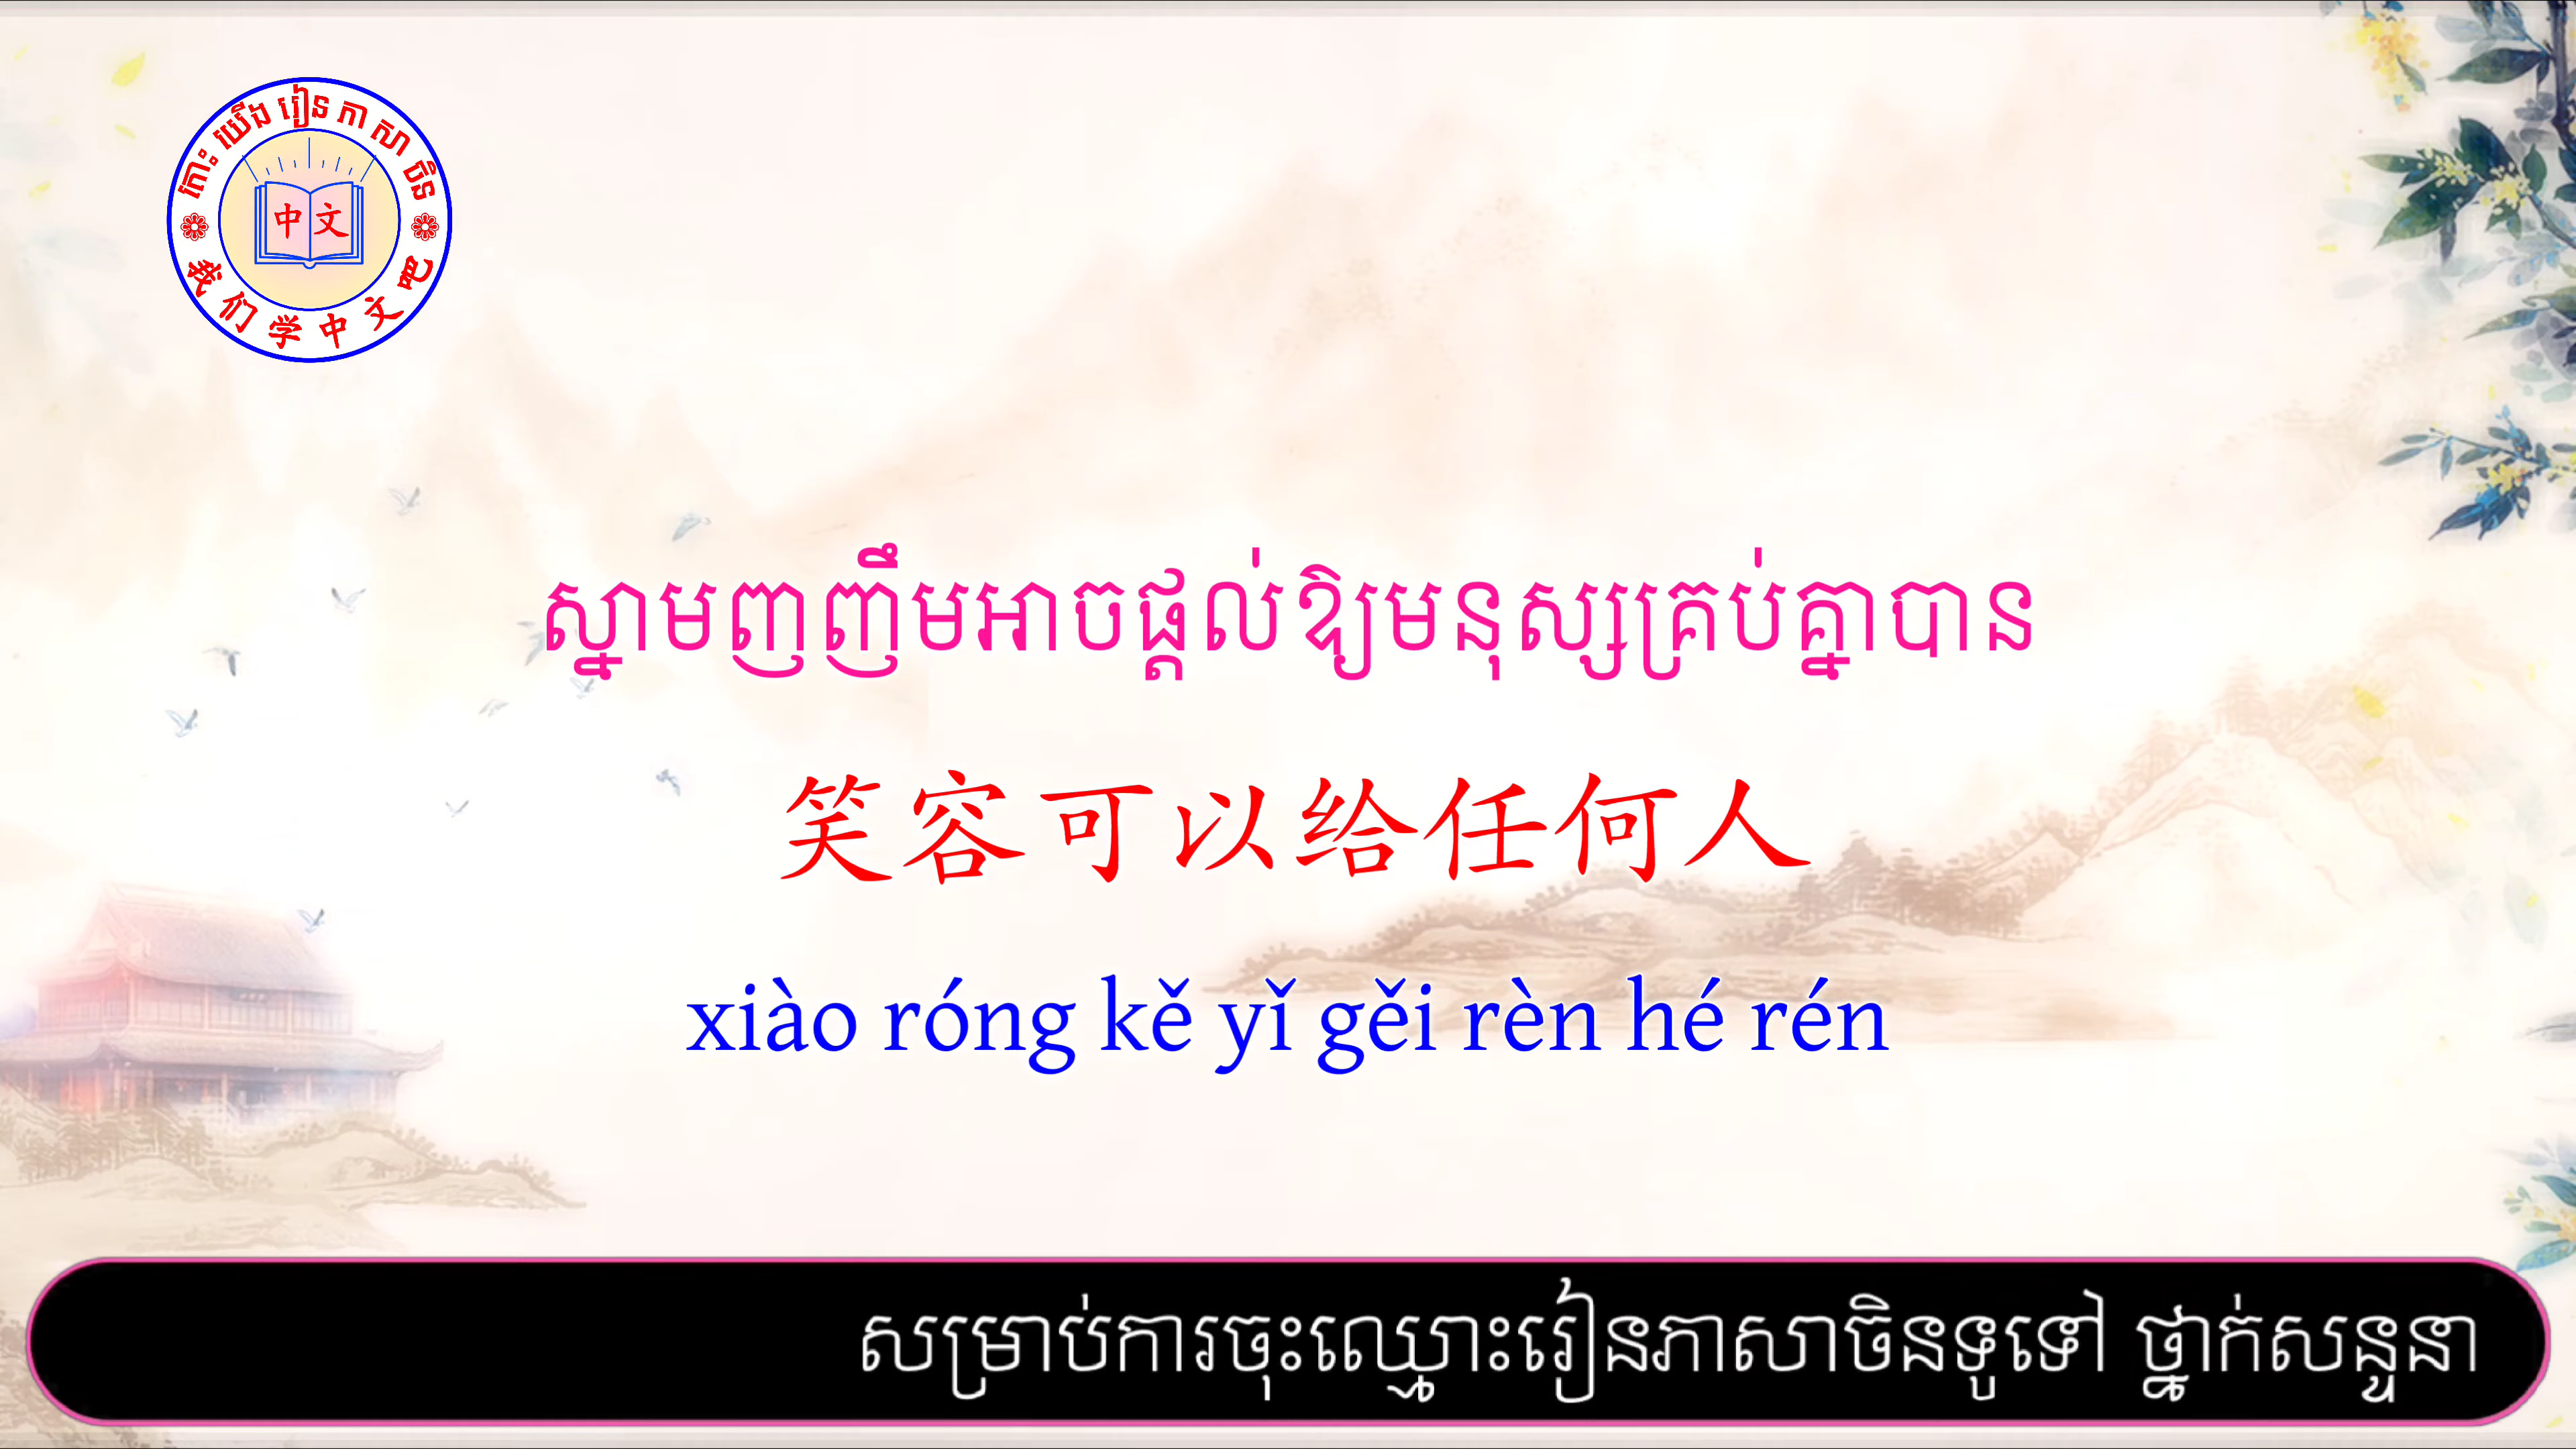 តោះ យើង រៀន ភា សា ចិន
中文
我们学中文吧
ស្នាមញញឹមអាចផ្តល់ឱ្យមនុស្សគ្រប់គ្នាបាន
笑容可以给任何人
xiào róng kě yǐ gěi rèn hé rén
សម្រាប់ការចុះឈ្មោះរៀនភាសាចិនទូទៅ ថ្នាក់សន្ទនា